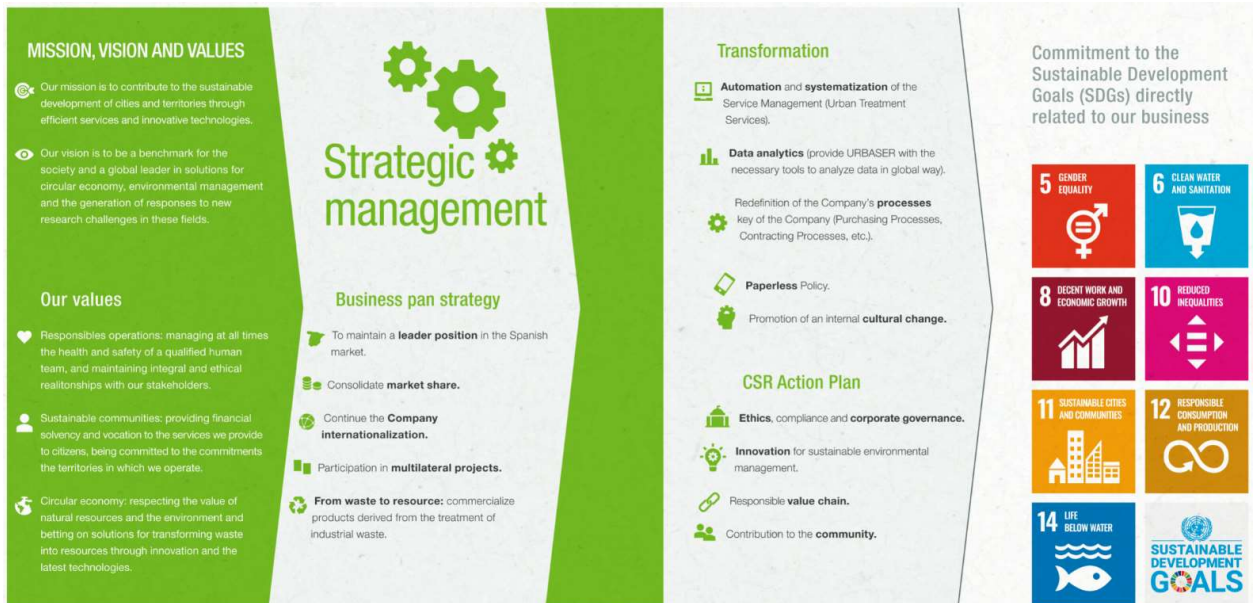 MISSION, VISION AND VALUES
Our mission is to contribute to the sustainable
development of cities and territories through
efficient services and innovative technologies.
Our vision is to be a benchmark for the
society and a global leader in solutions for
circular economy, environmental management
and the generation of responses to new
research challenges in these fields.
Our values
Responsibles operations: managing at all times
the health and safety of a qualified human
team, and maintaining integral and ethical
realitonships with our stakeholders.
Sustainable communities: providing financial
solvency and vocation to the services we provide
to citizens, being committed to the commitments
the territories in which we operate.
Circular economy: respecting the value of
natural resources and the environment and
betting on solutions for transforming waste
into resources through innovation and the
latest technologies.
Strategic
management
Business pan strategy
To maintain a leader position in the Spanish
market.
Consolidate market share.
Continue the Company
internationalization.
Participation in multilateral projects.
From waste to resource: commercialize
products derived from the treatment of
industrial waste.
Transformation
Automation and systematization of the
Service Management (Urban Treatment
Services).
Data analytics (provide URBASER with the
necessary tools to analyze data in global way).
Redefinition of the Company's processes
key of the Company (Purchasing Processes,
Contracting Processes, etc.).
Paperless Policy.
Promotion of an internal cultural change.
CSR Action Plan
Ethics, compliance and corporate governance.
Innovation for sustainable environmental
management.
Responsible value chain.
Contribution to the community.
Commitment to the
Sustainable Development
Goals (SDGs) directly
related to our business
5 GENDER
EQUALITY
6 CLEAN WATER
AND SANITATION
8 DECENT WORK AND
ECONOMIC GROWTH
10 REDUCED
INEQUALITIES
11 SUSTAINABLE CITIES
AND COMMUNITIES
12 RESPONSIBLE
CONSUMPTION
AND PRODUCTION
14 LIFE
BELOW WATER
SUSTAINABLE
DEVELOPMENT
GOALS